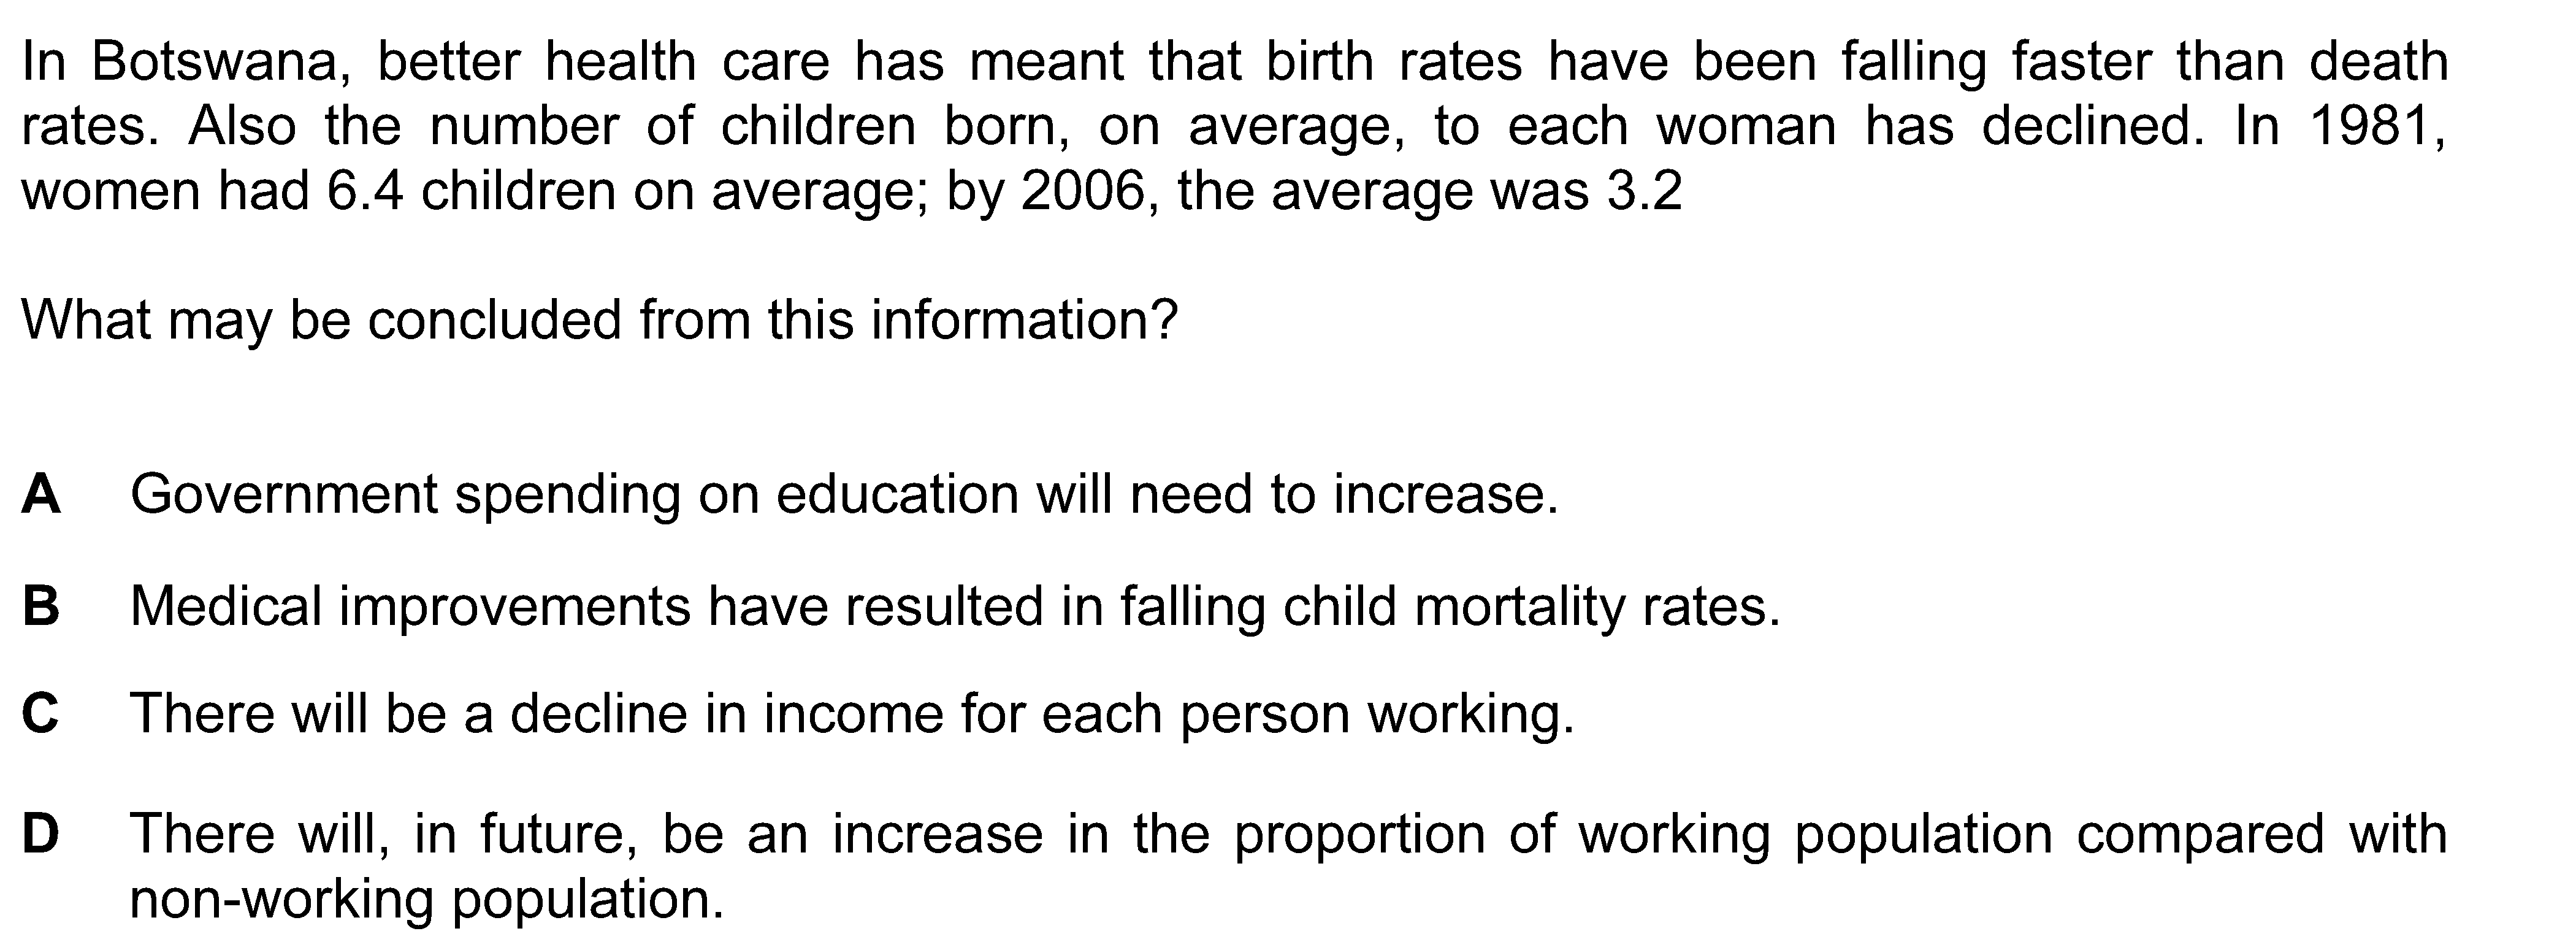 In Botswana, better health care has meant that birth rates have been falling faster than death
rates. Also the number of children born, on average, to each woman has declined. In 1981,
women had 6.4 children on average; by 2006, the average was 3.2
What may be concluded from this information?
A Government spending on education will need to increase.
B Medical improvements have resulted in falling child mortality rates.
C There will be a decline in income for each person working.
D There will, in future, be an increase in the proportion of working population compared with
non-working population.